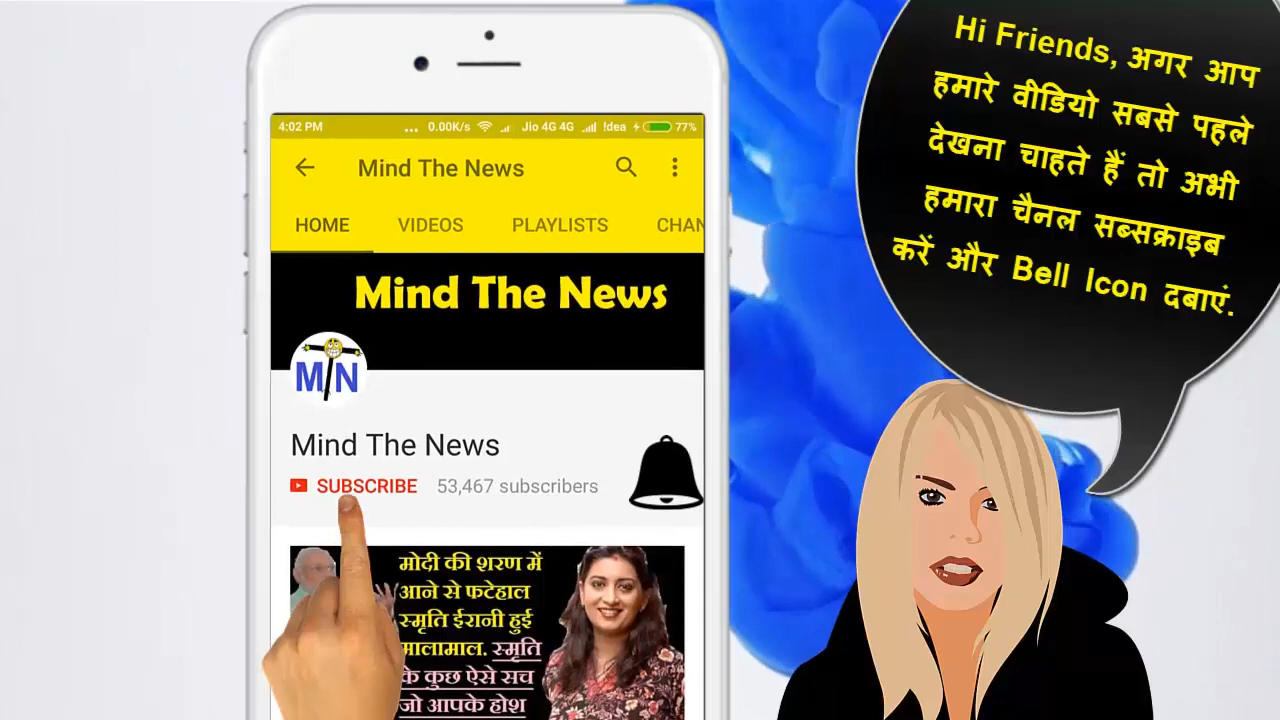 Hi Friends, अगर आप
हमारे वीडियो सबसे पहले
देखना चाहते हैं तो अभी
हमारा चैनल सब्सक्राइब
करें और Bell Icon दबाएं.
4:02 PM ... 0.00K/s Jio 4G 4G !dea 77%
Mind The News
HOME VIDEOS PLAYLISTS CHAN
Mind The News
MN
Mind The News
SUBSCRIBE 53,467 subscribers
मोदी की शरण में
आने से फटेहाल
स्मृति ईरानी हुई
मालामाल. स्मृति
के कुछ ऐसे सच
जो आपके होश